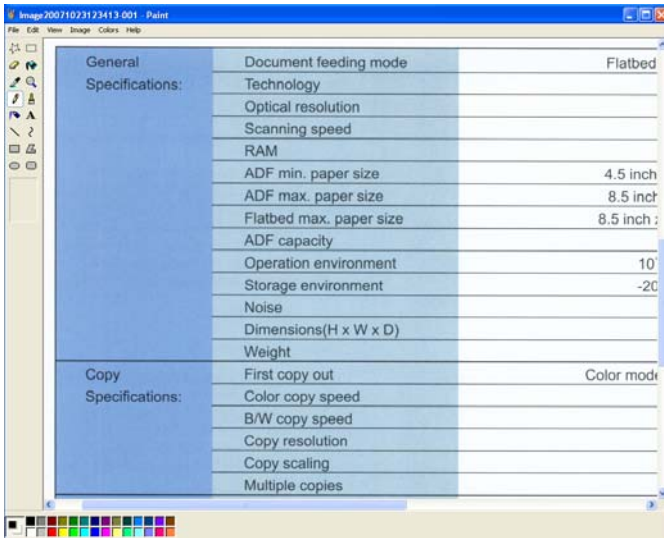 Image20071023123413-001 - Paint
File Edit View Image Colors Help
General Document feeding mode Flatbed
Specifications: Technology
Optical resolution
Scanning speed
RAM
ADF min. paper size 4.5 inch
ADF max. paper size 8.5 inch
Flatbed max. paper size 8.5 inch
ADF capacity
Operation environment 10
Storage environment -20
Noise
Dimensions(H x W x D)
Weight
Copy First copy out Color mode
Specifications: Color copy speed
B/W copy speed
Copy resolution
Copy scaling
Multiple copies